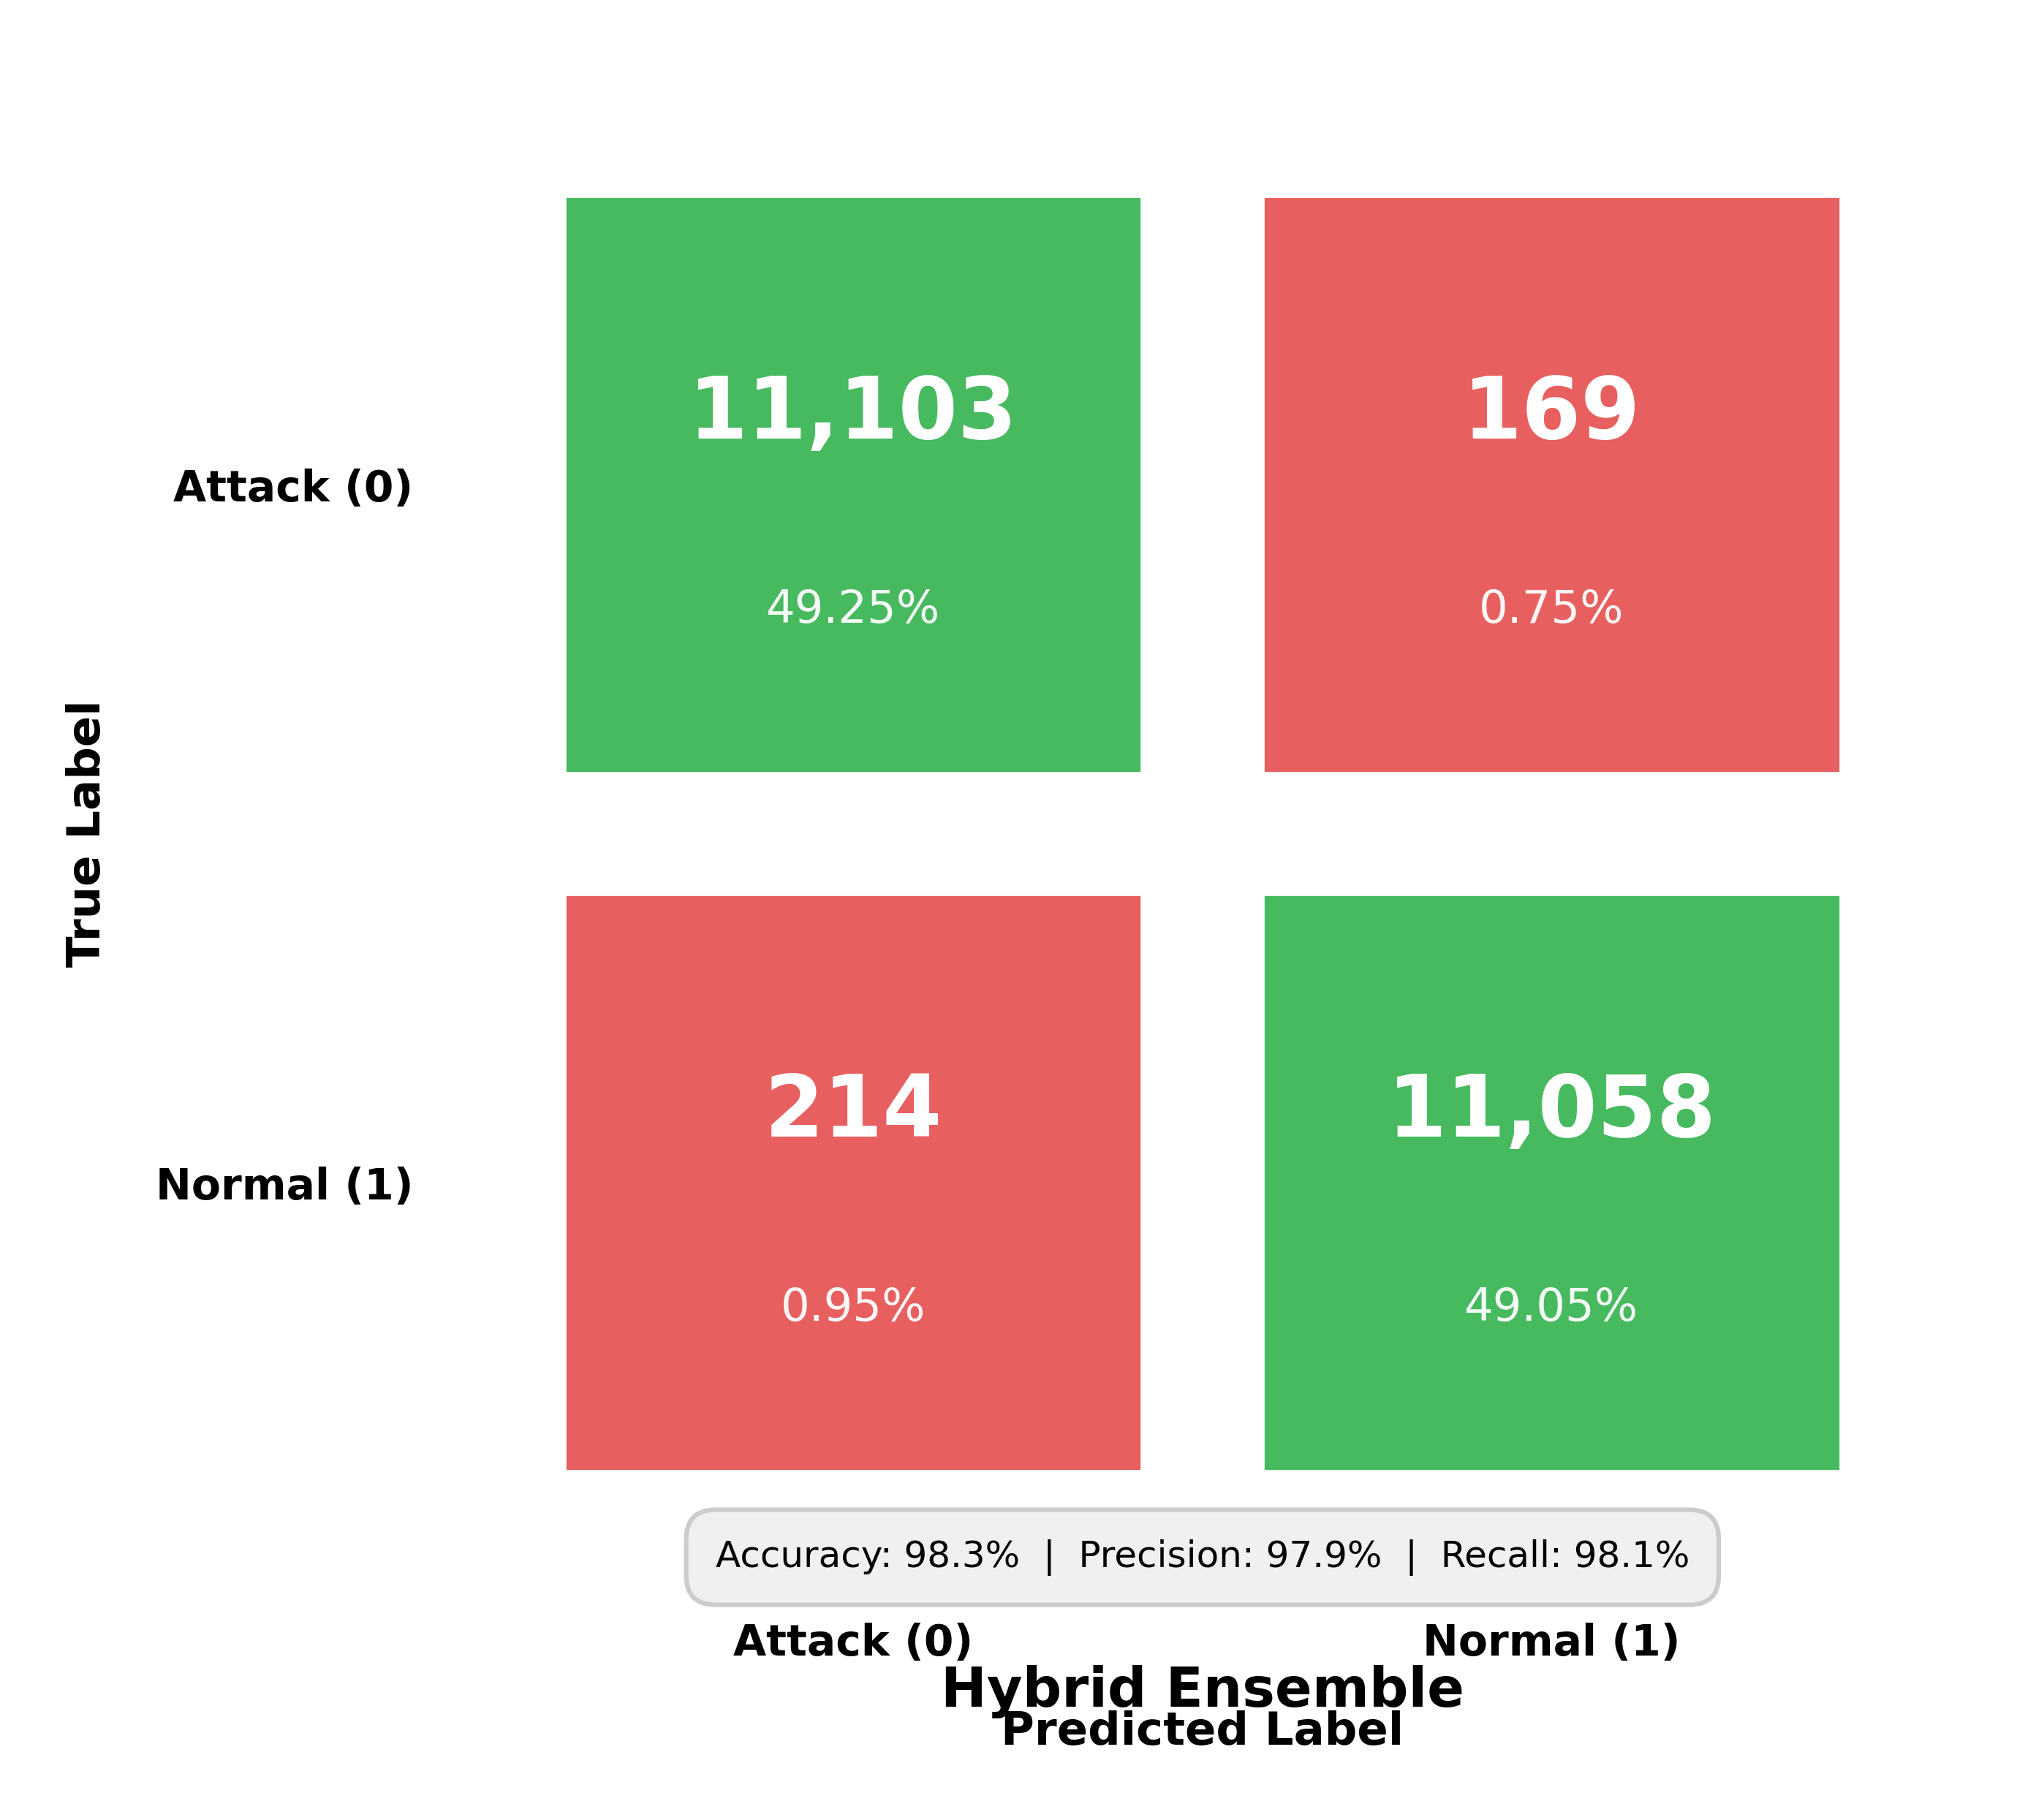 11,103
169
Attack (0)
49.25%
0.75%
True Label
214
11,058
Normal (1)
0.95%
49.05%
Accuracy: 98.3% | Precision: 97.9% | Recall: 98.1%
Attack (0)
Normal (1)
Hybrid Ensemble
Predicted Label